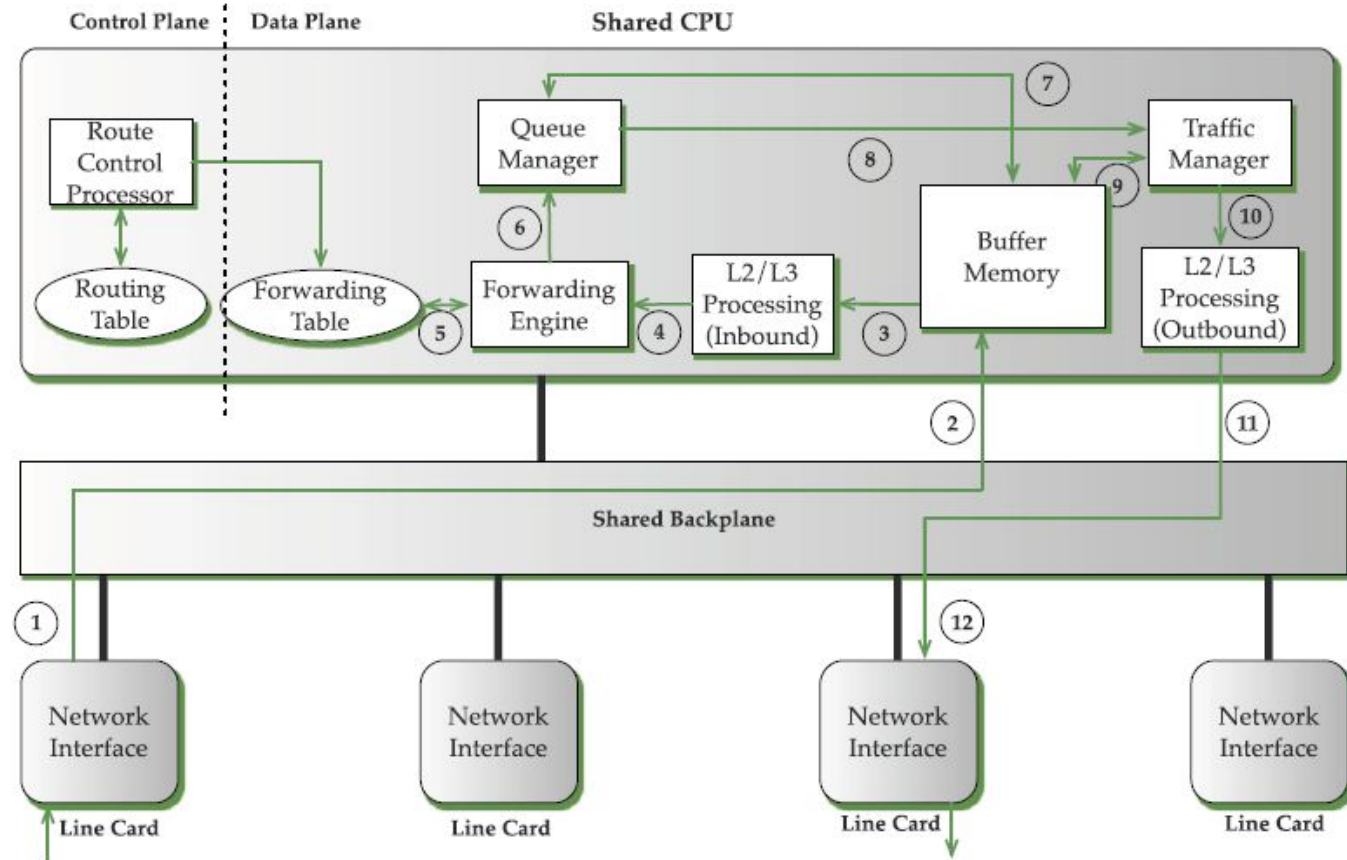 Control Plane
Data Plane
Shared CPU
Route
Control
Processor
Routing
Table
Forwarding
Table
5
Queue
Manager
6
Forwarding
Engine
4
L2/L3
Processing
(Inbound)
3
7
8
Buffer
Memory
9
Traffic
Manager
10
L2/L3
Processing
(Outbound)
2
11
Shared Backplane
1
12
Network
Interface
Line Card
Network
Interface
Line Card
Network
Interface
Line Card
Network
Interface
Line Card